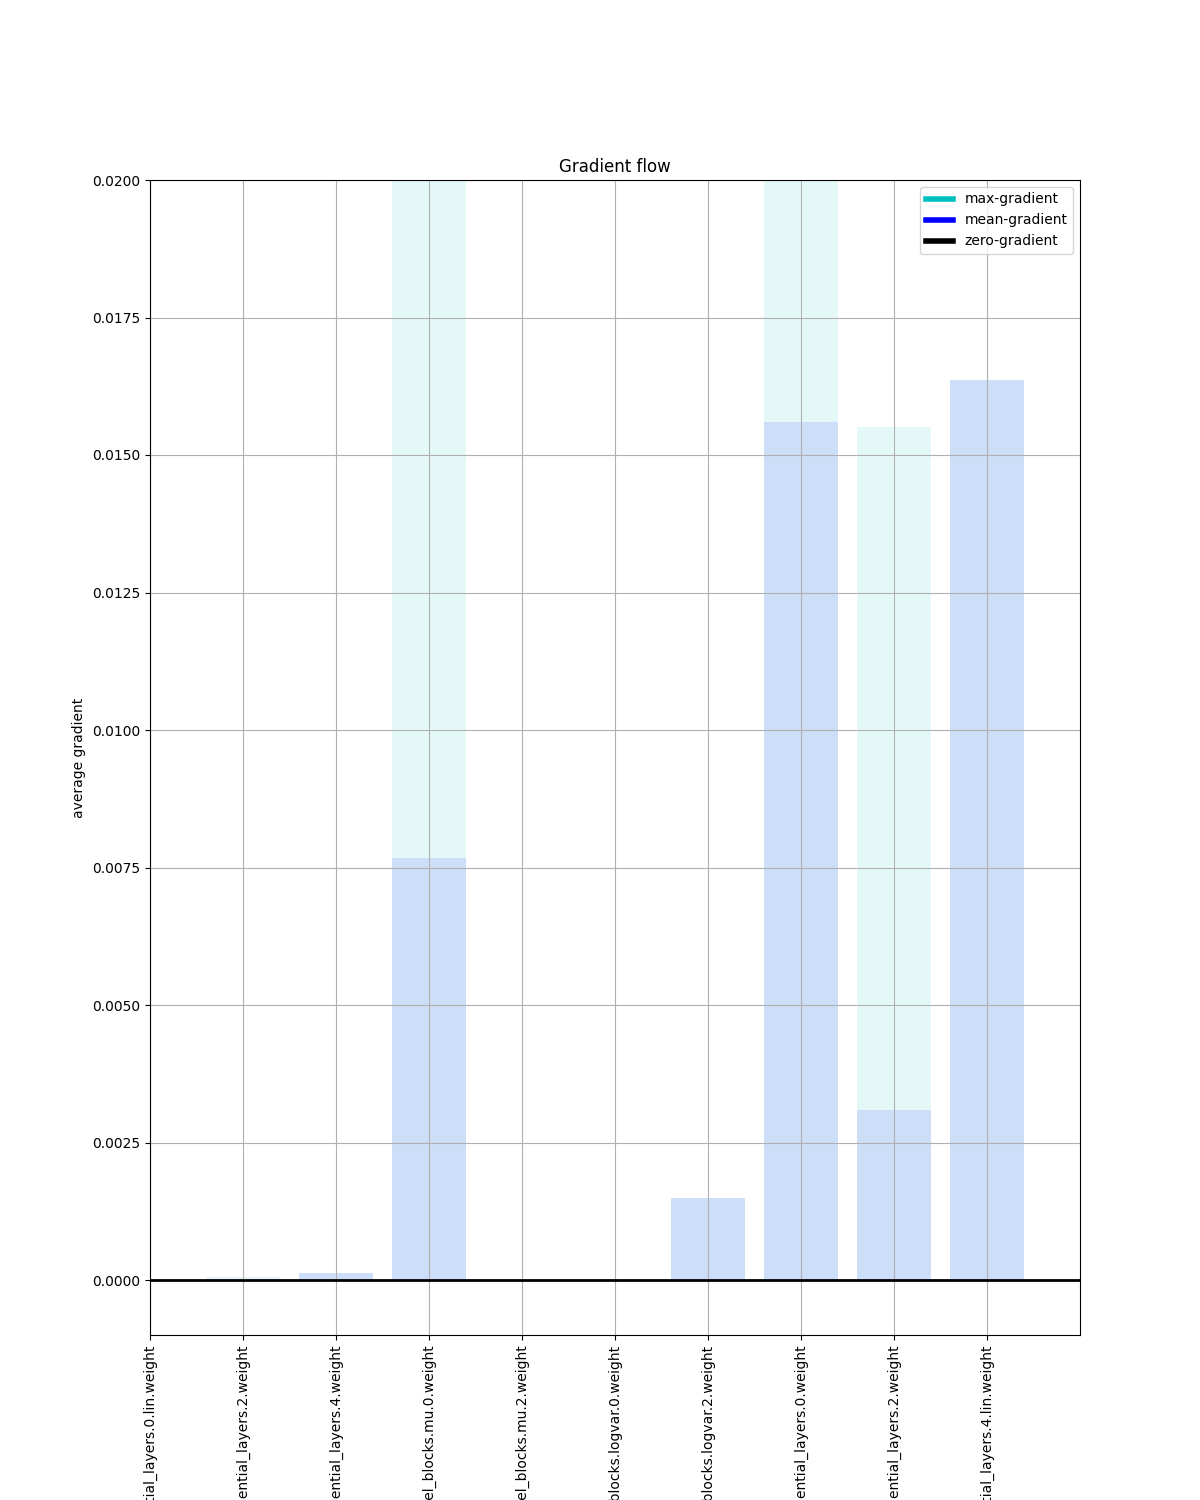 Gradient flow
max-gradient
mean-gradient
zero-gradient
0.0200
0.0175
0.0150
0.0125
0.0100
0.0075
0.0050
0.0025
0.0000
average gradient
tial_layers.0.lin.weight
ential_layers.2.weight
ential_layers.4.weight
el_blocks.mu.0.weight
el_blocks.mu.2.weight
blocks.logvar.0.weight
blocks.logvar.2.weight
ential_layers.0.weight
ential_layers.2.weight
tial_layers.4.lin.weight